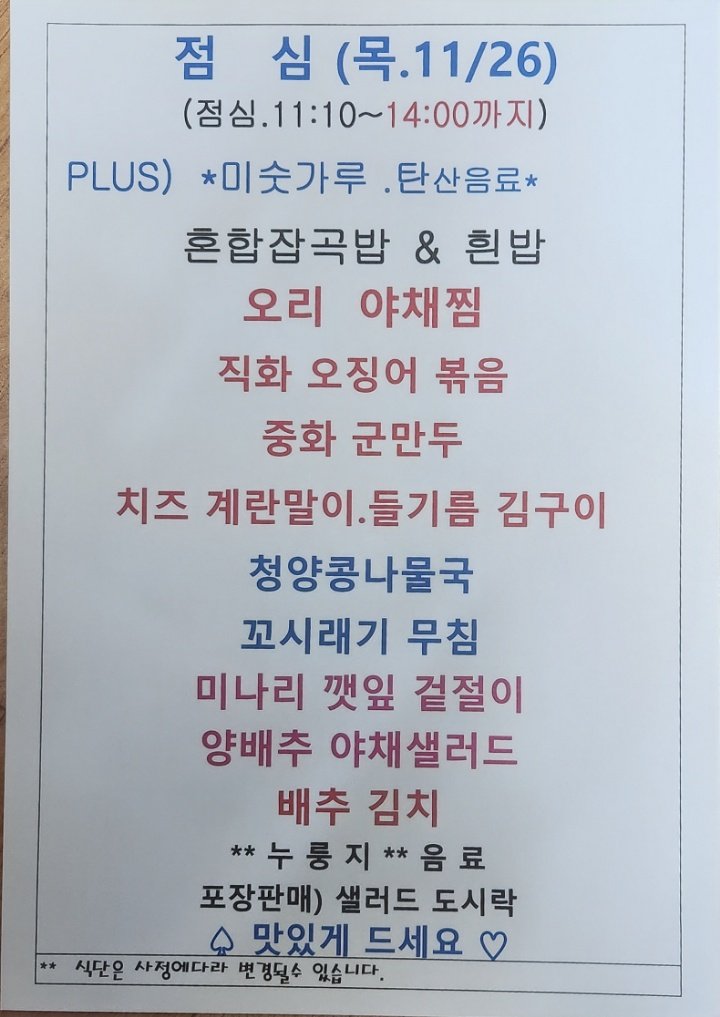 점 심 (목.11/26)
(점심.11:10~14:00까지)
PLUS) *미숫가루 .탄산음료*
혼합잡곡밥 & 흰밥
오리 야채찜
직화 오징어 볶음
중화 군만두
치즈 계란말이.들기름 김구이
청양콩나물국
꼬시래기 무침
미나리 깻잎 겉절이
양배추 야채샐러드
배추 김치
** 누 룽 지 ** 음 료
포장판매) 샐러드 도시락
♤ 맛있게 드세요 ♡
** 식단은 사정에다라 변경될수 있습니다.